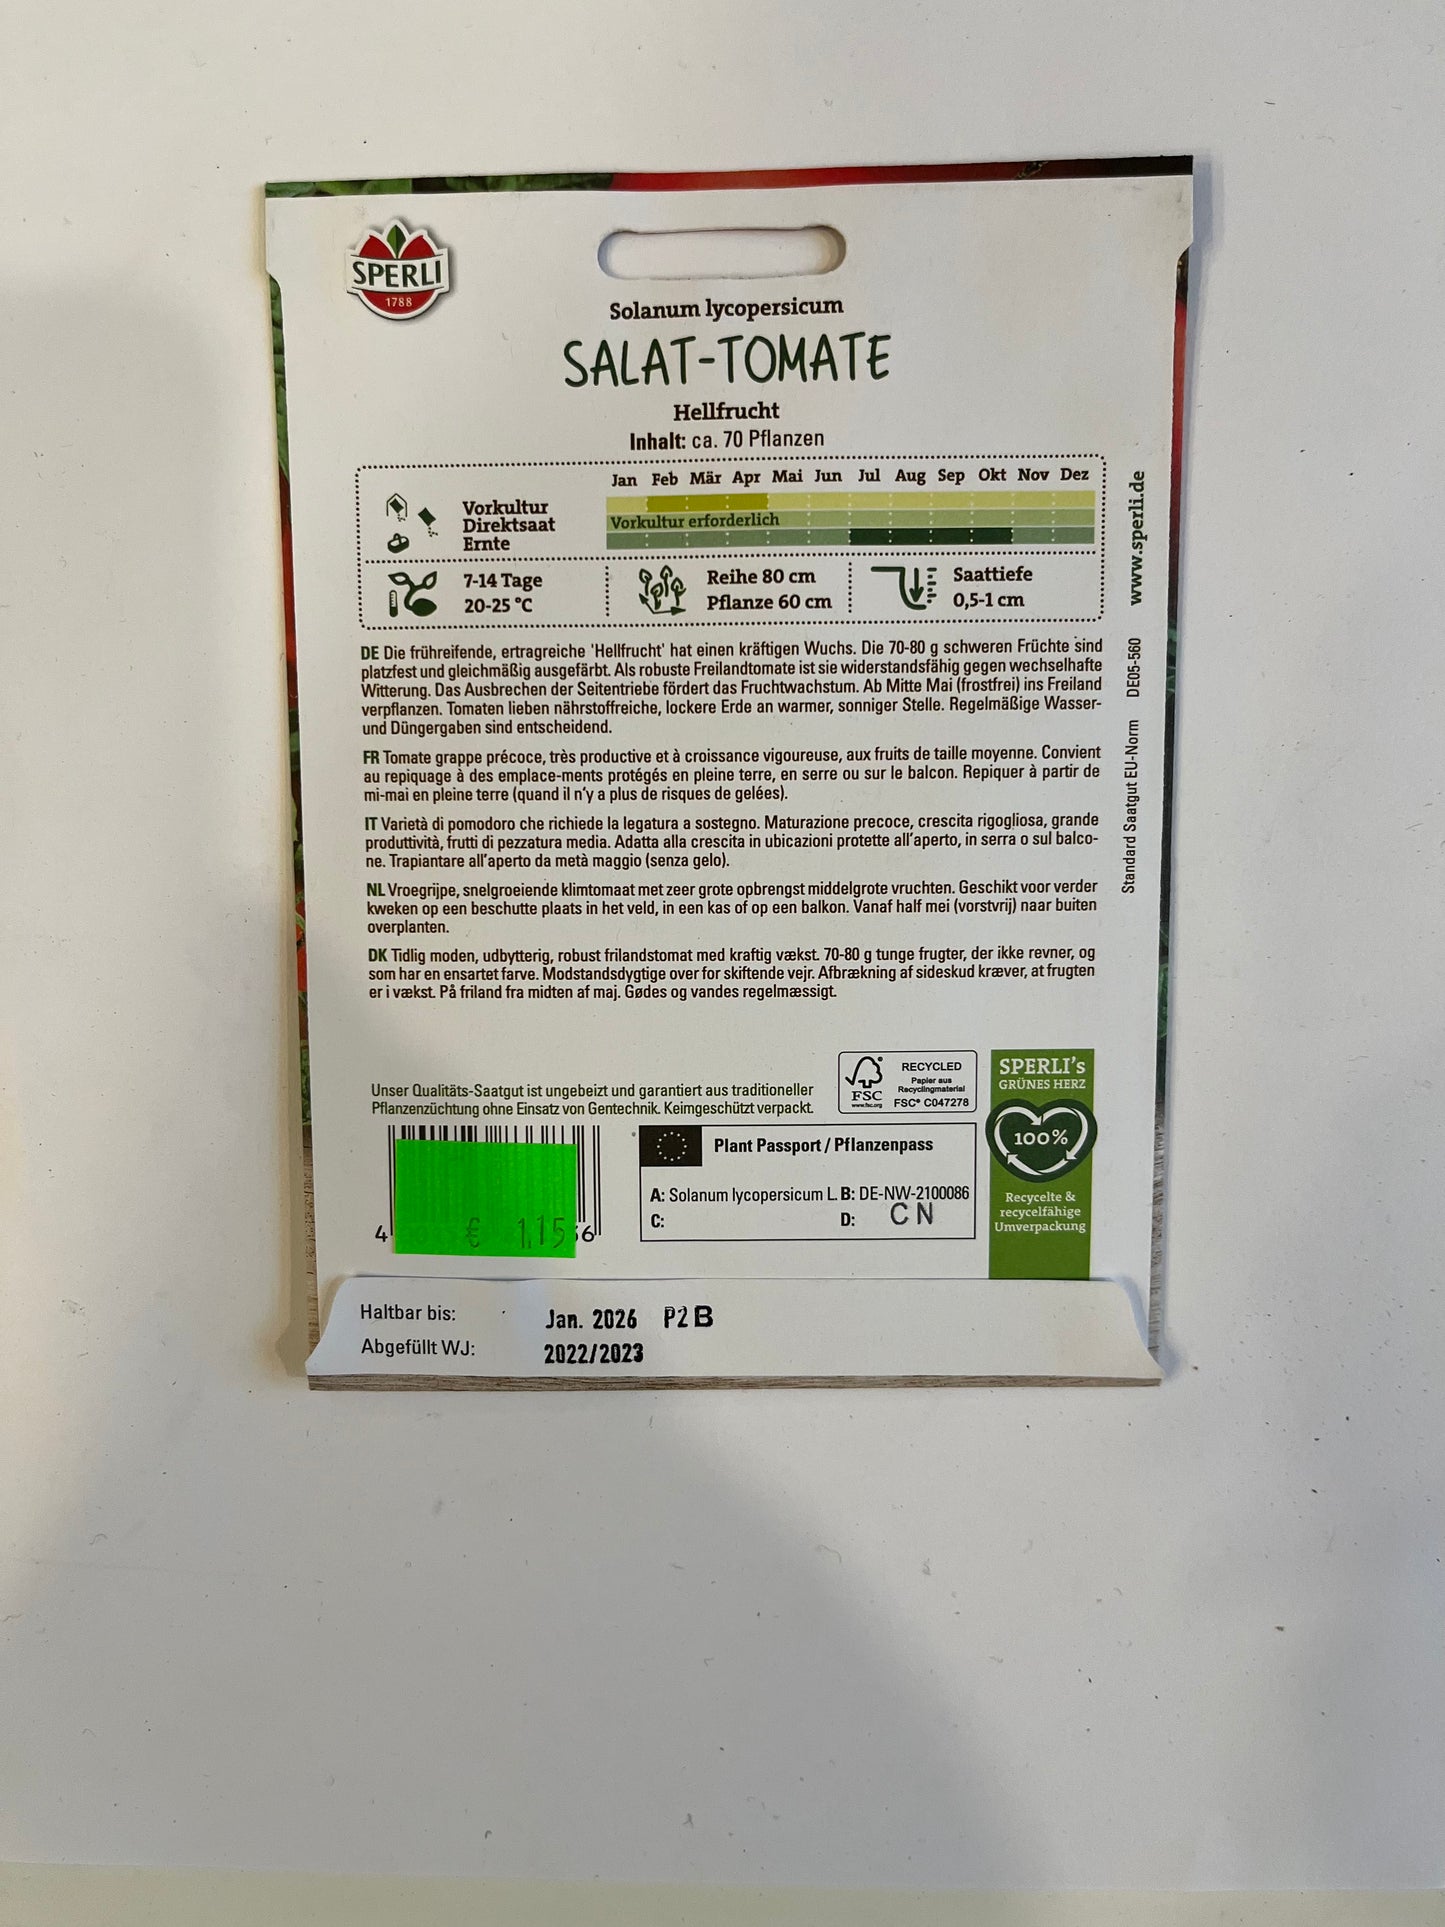 SPERLI
1788
Solanum lycopersicum
SALAT-TOMATE
Hellfrucht
Inhalt: ca. 70 Pflanzen
Jan Feb Mär Apr Mai Jun Jul Aug Sep Okt Nov Dez
Vorkultur
Direktsaat Vorkultur erforderlich
Ernte
7-14 Tage
20-25 °C
Reihe 80 cm
Pflanze 60 cm
Saattiefe
0,5-1 cm
www.sperli.de
Standard Saatgut EU-Norm DE05-560
DE Die frühreifende, ertragreiche 'Hellfrucht' hat einen kräftigen Wuchs. Die 70-80 g schweren Früchte sind
platzfest und gleichmäßig ausgefärbt. Als robuste Freilandtomate ist sie widerstandsfähig gegen wechselhafte
Witterung. Das Ausbrechen der Seitentriebe fördert das Fruchtwachstum. Ab Mitte Mai (frostfrei) ins Freiland
verpflanzen. Tomaten lieben nährstoffreiche, lockere Erde an warmer, sonniger Stelle. Regelmäßige Wasser-
und Düngergaben sind entscheidend.
FR Tomate grappe précoce, très productive et à croissance vigoureuse, aux fruits de taille moyenne. Convient
au repiquage à des emplace-ments protégés en pleine terre, en serre ou sur le balcon. Repiquer à partir de
mi-mai en pleine terre (quand il n'y a plus de risques de gelées).
IT Varietà di pomodoro che richiede la legatura a sostegno. Maturazione precoce, crescita rigogliosa, grande
produttività, frutti di pezzatura media. Adatta alla crescita in ubicazioni protette all'aperto, in serra o sul balco-
ne. Trapiantare all'aperto da metà maggio (senza gelo).
NL Vroegrijpe, snelgroeiende klimtomaat met zeer grote opbrengst middelgrote vruchten. Geschikt voor verder
kweken op een beschutte plaats in het veld, in een kas of op een balkon. Vanaf half mei (vorstvrij) naar buiten
overplanten.
DK Tidlig moden, udbytterig, robust frilandstomat med kraftig vækst. 70-80 g tunge frugter, der ikke revner, og
som har en ensartet farve. Modstandsdygtige over for skiftende vejr. Afbrækning af sideskud kræver, at frugten
er i vækst. På friland fra midten af maj. Gødes og vandes regelmæssigt.
Unser Qualitäts-Saatgut ist ungebeizt und garantiert aus traditioneller
Pflanzenzüchtung ohne Einsatz von Gentechnik. Keimgeschützt verpackt.
FSC
www.fsc.org
RECYCLED
Papier aus
Recyclingmaterial
FSC® C047278
SPERLI's
GRÜNES HERZ
100%
Recycelte &
recycelfähige
Umverpackung
4 € 1,15 6
Plant Passport / Pflanzenpass
A: Solanum lycopersicum L. B: DE-NW-2100086
C: D: CN
Haltbar bis: Jan. 2026 P2B
Abgefüllt WJ: 2022/2023